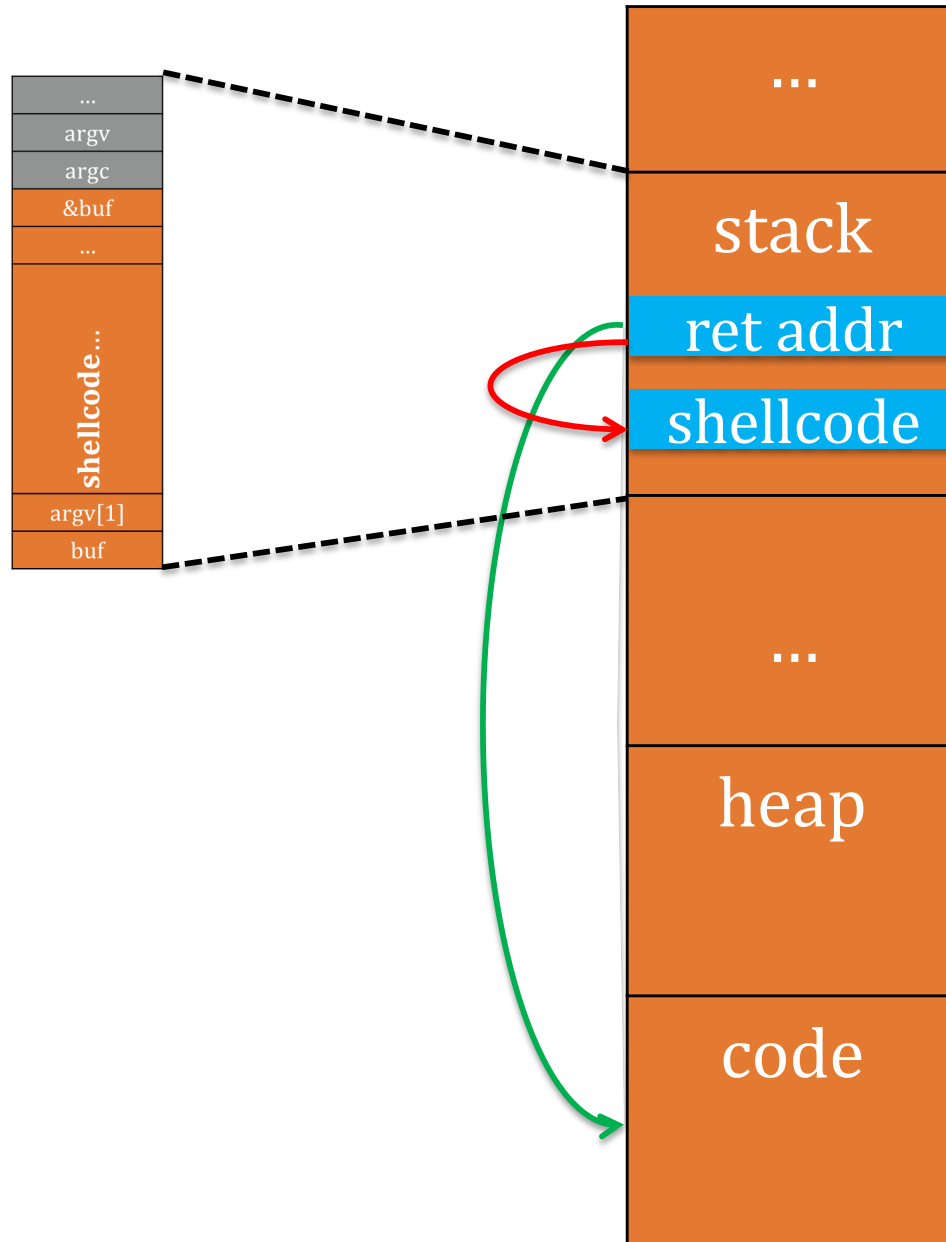 ...
argv
argc
&buf
...
shellcode...
argv[1]
buf
...
stack
ret addr
shellcode
...
heap
code